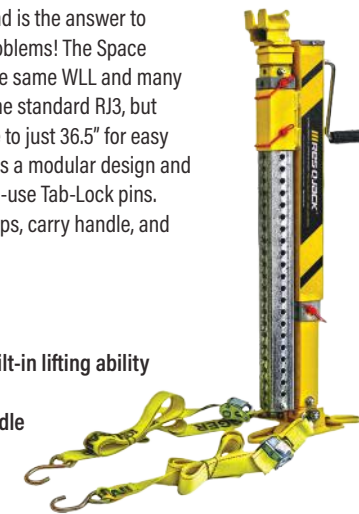 nd is the answer to
oblems! The Space
e same WLL and many
he standard RJ3, but
e to just 36.5” for easy
s a modular design and
-use Tab-Lock pins.
ps, carry handle, and
ilt-in lifting ability
dle
RES Q JACK